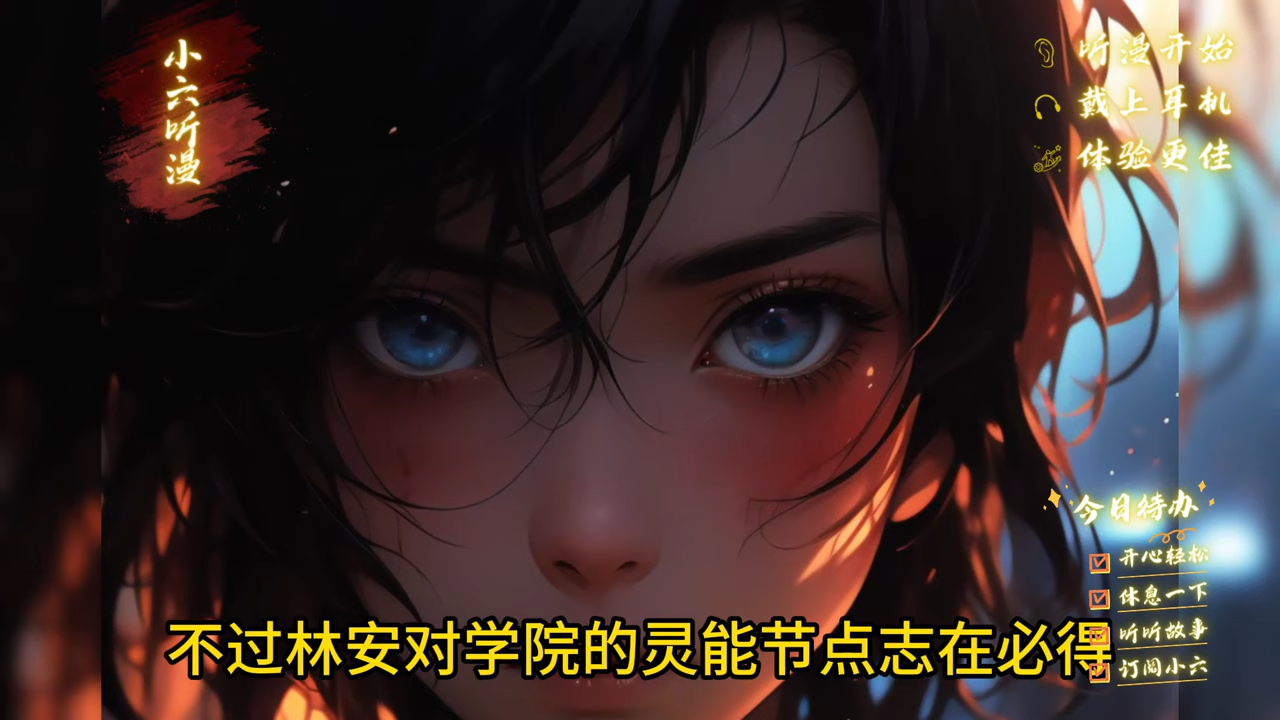 小六听漫
听漫开始
戴上耳机
体验更佳
今日待办
开心轻松
休息一下
听听故事
订阅小六
不过林安对学院的灵能节点志在必得